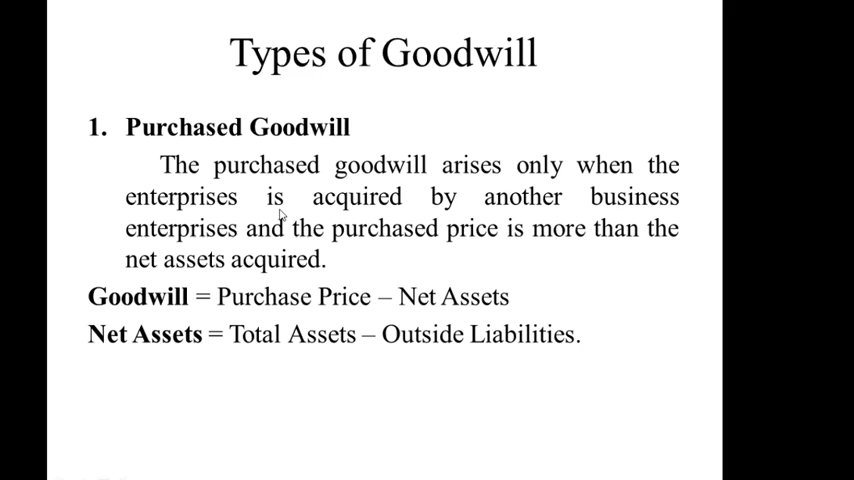 Types of Goodwill
1. Purchased Goodwill
The purchased goodwill arises only when the
enterprises is acquired by another business
enterprises and the purchased price is more than the
net assets acquired.
Goodwill = Purchase Price – Net Assets
Net Assets = Total Assets – Outside Liabilities.